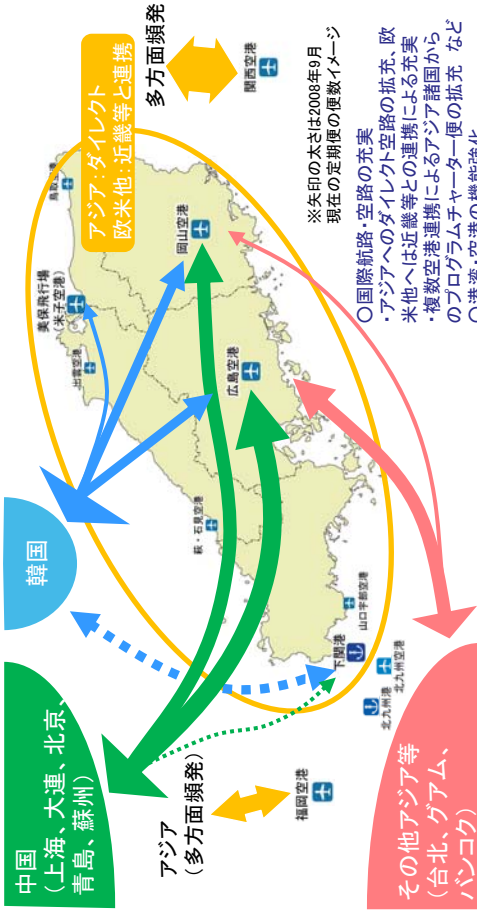 中国
(上海、大連、北京、
青島、蘇州)
韓国
アジア:ダイレクト
欧米他:近畿等と連携
多方面頻発
関西空港
鳥取空港
美保飛行場
(米子空港)
出雲空港
岡山空港
広島空港
萩・石見空港
山口宇部空港
下関港
北九州港
北九州空港
アジア
(多方面頻発)
福岡空港
その他アジア等
(台北、グアム、
バンコク)
※矢印の太さは2008年9月
現在の定期便の便数イメージ
○国際航路・空路の充実
・アジアへのダイレクト空路の拡充、欧
米他へは近畿等との連携による充実
・複数空港連携によるアジア諸国から
のプログラムチャーター便の拡充 など
○港湾・空港の機能強化